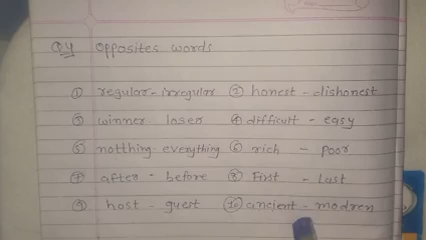 Q4 Opposites words
① regular - irregular ② honest - dishonest
③ winner loser ④ difficult - easy
⑤ notthing everything ⑥ rich - poor
⑦ after - before ⑧ First - Last
⑨ host - guest ⑩ ancient - modren